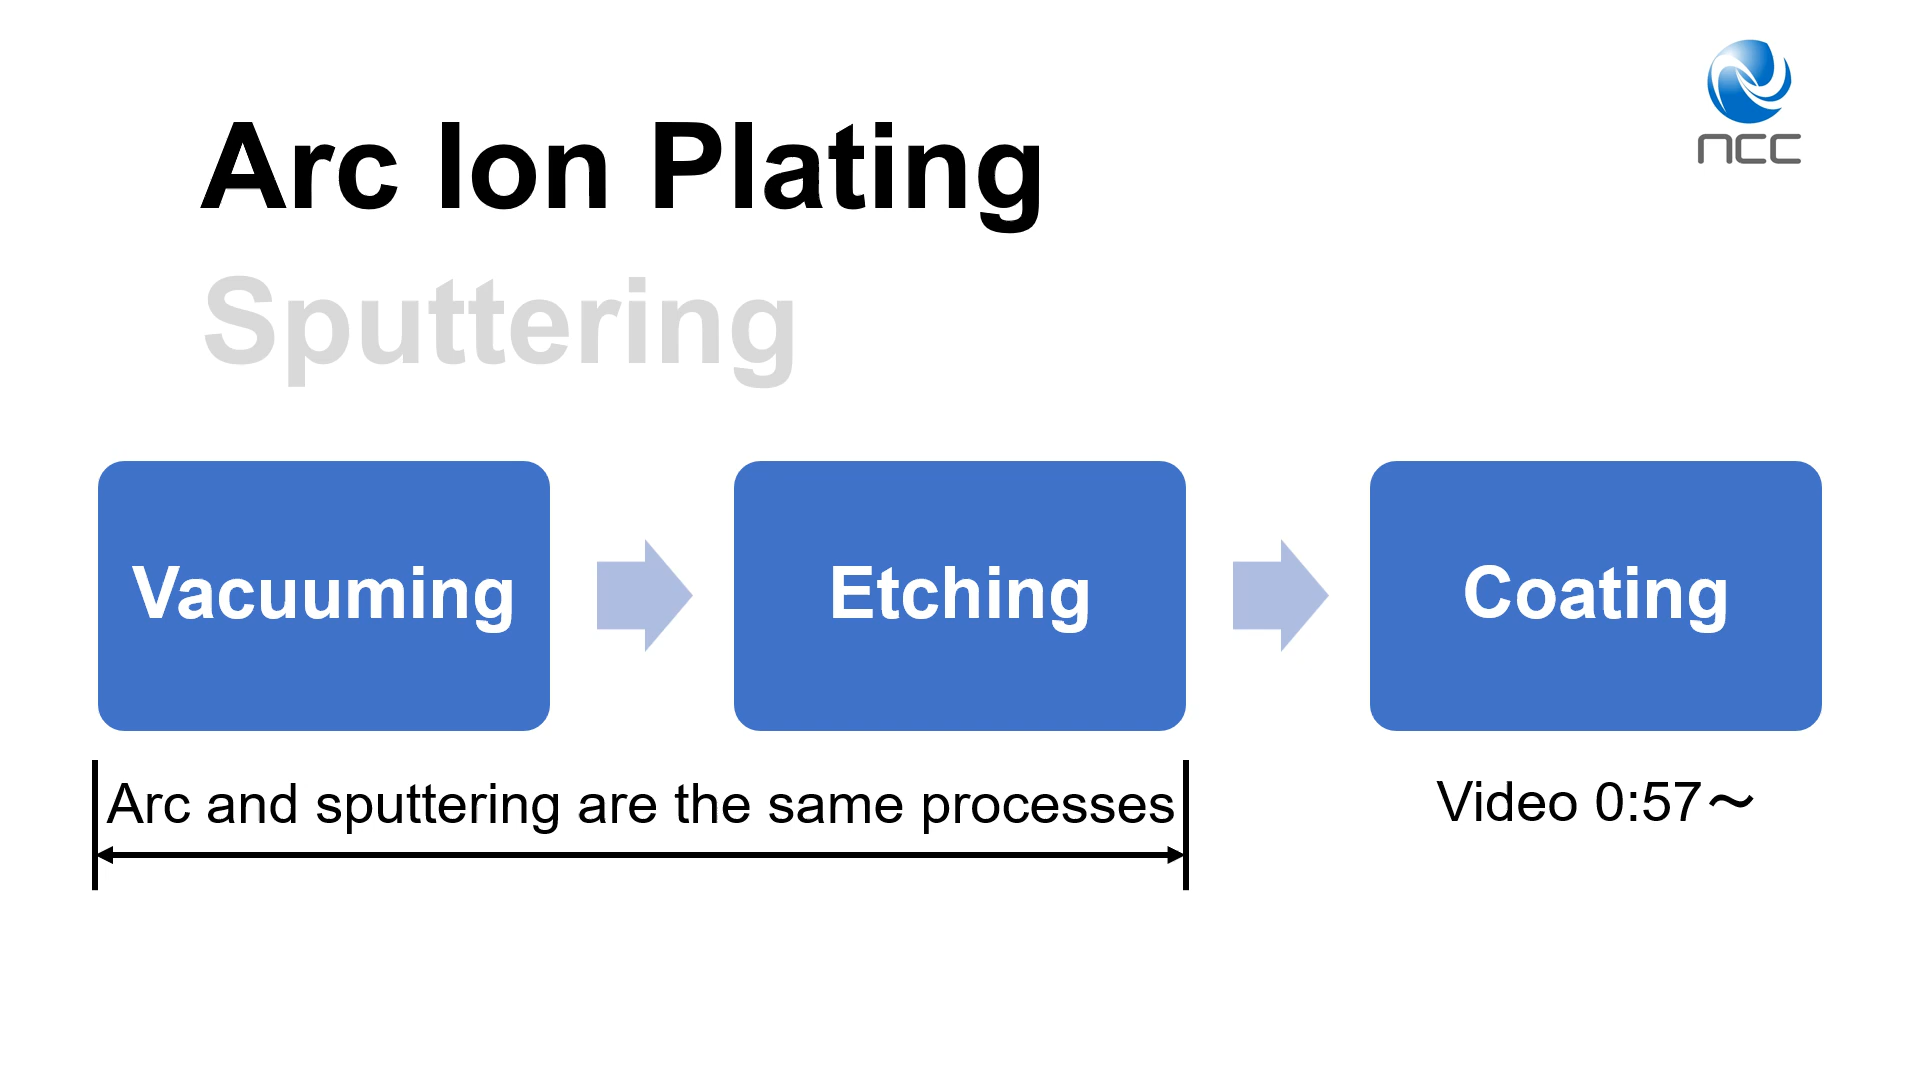 ncc
Arc Ion Plating
Sputtering
Vacuuming
Etching
Coating
Arc and sputtering are the same processes
Video 0:57～